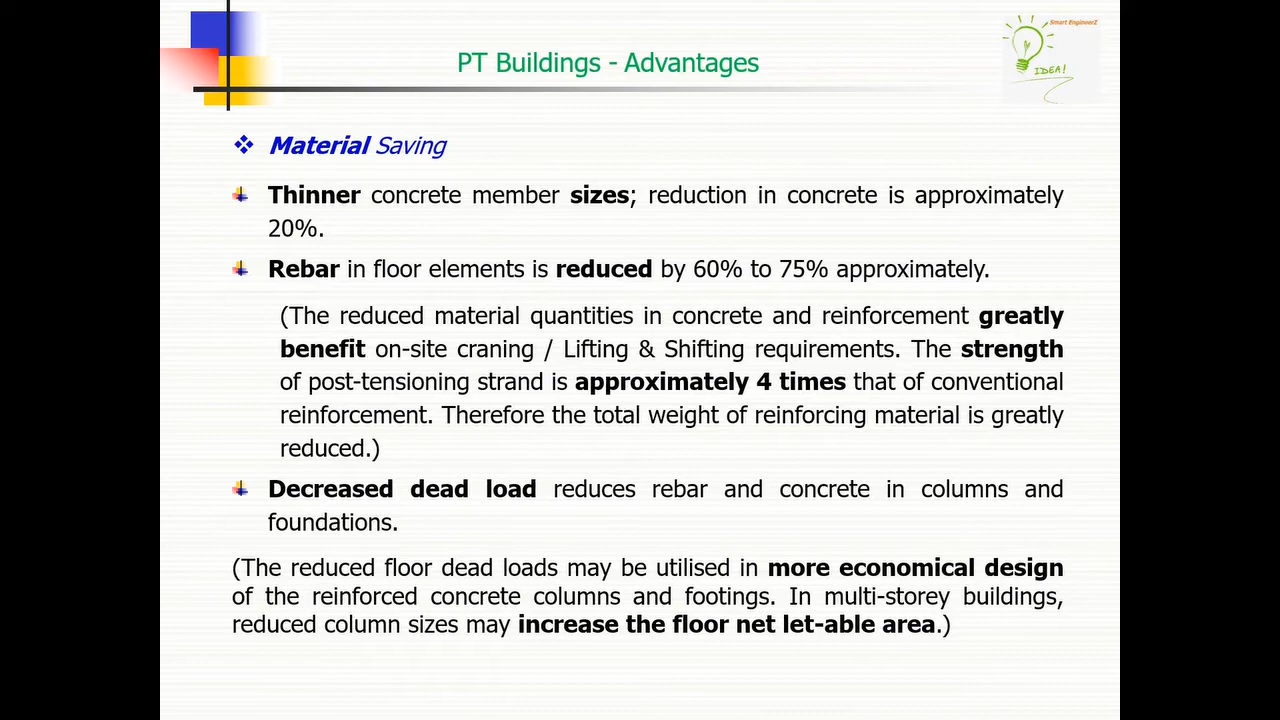 Smart EngineerZ
PT Buildings - Advantages
IDEA!
Material Saving
Thinner concrete member sizes; reduction in concrete is approximately
20%.
Rebar in floor elements is reduced by 60% to 75% approximately.
(The reduced material quantities in concrete and reinforcement greatly
benefit on-site craning / Lifting & Shifting requirements. The strength
of post-tensioning strand is approximately 4 times that of conventional
reinforcement. Therefore the total weight of reinforcing material is greatly
reduced.)
Decreased dead load reduces rebar and concrete in columns and
foundations.
(The reduced floor dead loads may be utilised in more economical design
of the reinforced concrete columns and footings. In multi-storey buildings,
reduced column sizes may increase the floor net let-able area.)